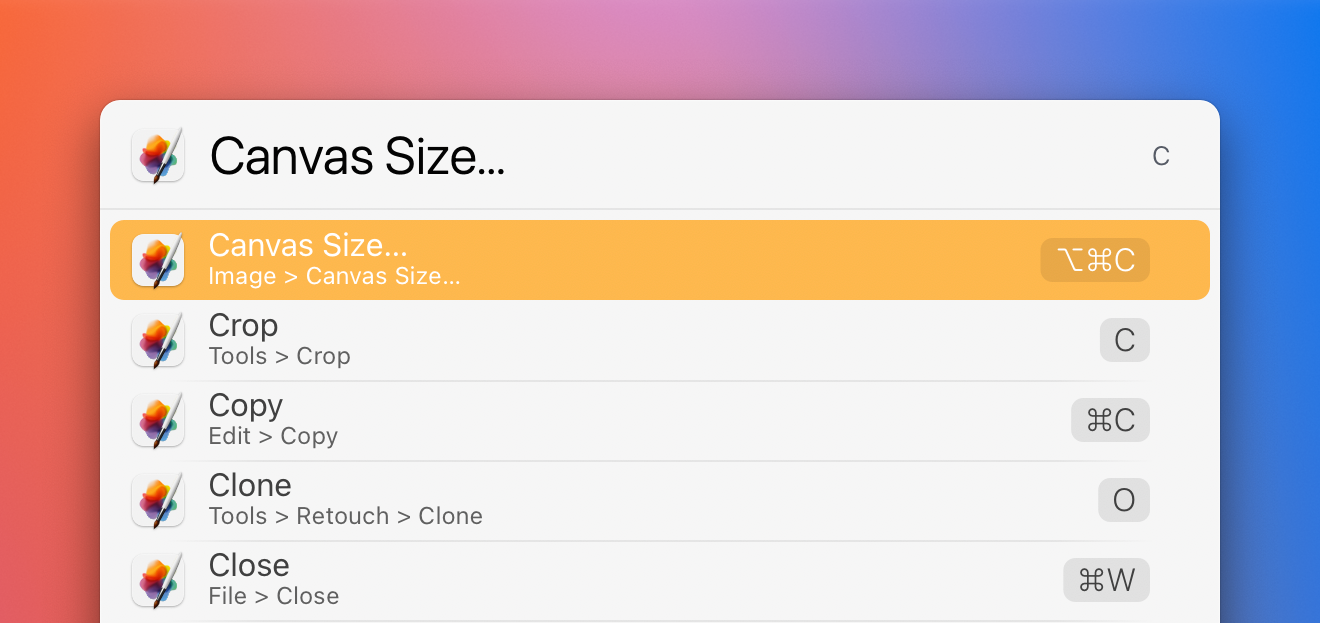 Canvas Size... C
Canvas Size... ⌥⌘C
Image > Canvas Size...
Crop C
Tools > Crop
Copy ⌘C
Edit > Copy
Clone O
Tools > Retouch > Clone
Close ⌘W
File > Close